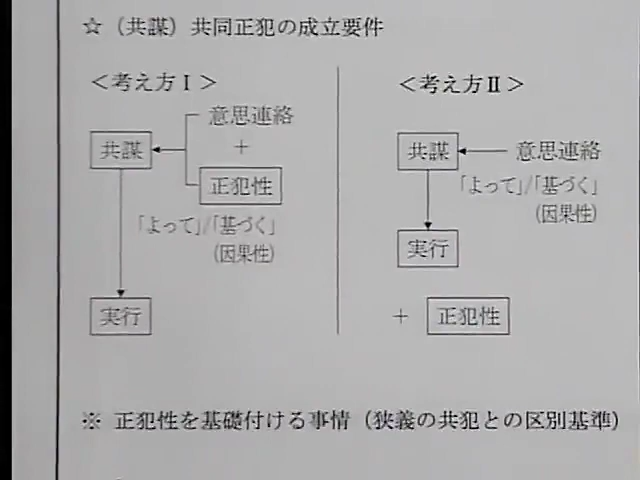 ☆（共謀）共同正犯の成立要件
＜考え方Ⅰ＞
意思連絡
共謀
＋
正犯性
「よって」/「基づく」
(因果性)
実行
＜考え方Ⅱ＞
共謀
意思連絡
「よって」/「基づく」
(因果性)
実行
＋ 正犯性
※ 正犯性を基礎付ける事情（狭義の共犯との区別基準）